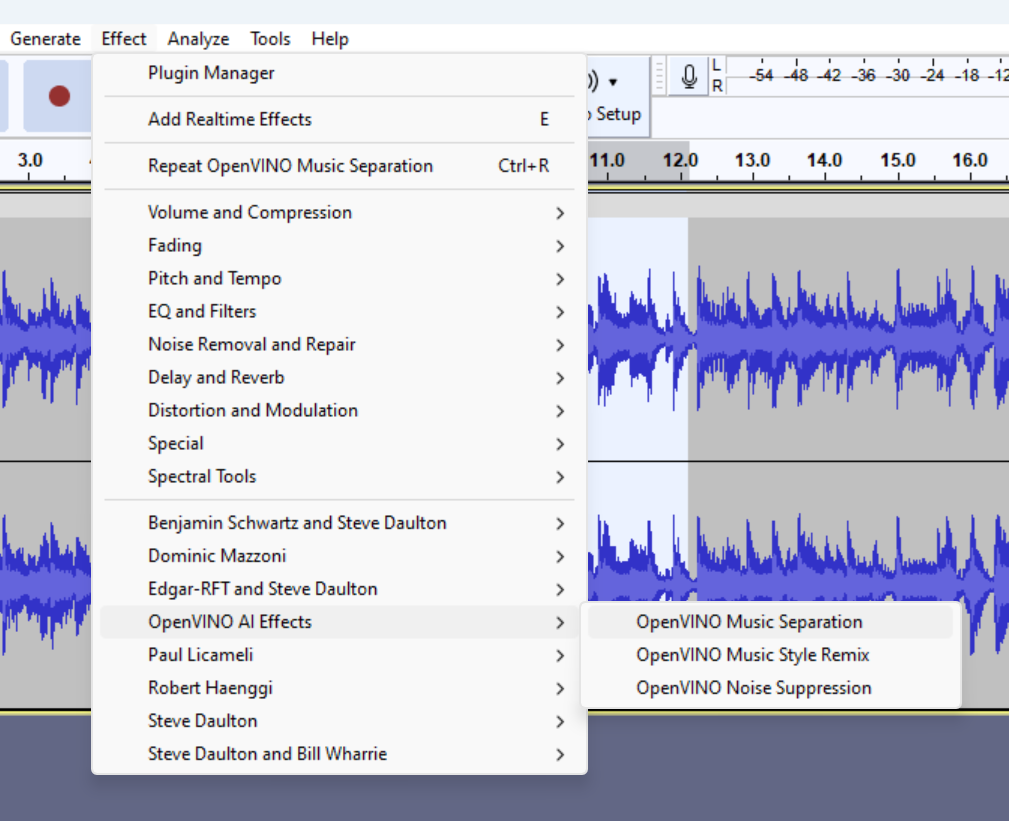 Generate Effect Analyze Tools Help
Plugin Manager
Add Realtime Effects E
Repeat OpenVINO Music Separation Ctrl+R
Volume and Compression
Fading
Pitch and Tempo
EQ and Filters
Noise Removal and Repair
Delay and Reverb
Distortion and Modulation
Special
Spectral Tools
Benjamin Schwartz and Steve Daulton
Dominic Mazzoni
Edgar-RFT and Steve Daulton
OpenVINO AI Effects
Paul Licameli
Robert Haenggi
Steve Daulton
Steve Daulton and Bill Wharrie
OpenVINO Music Separation
OpenVINO Music Style Remix
OpenVINO Noise Suppression
Setup
L
R
-54 -48 -42 -36 -30 -24 -18 -12
3.0 11.0 12.0 13.0 14.0 15.0 16.0